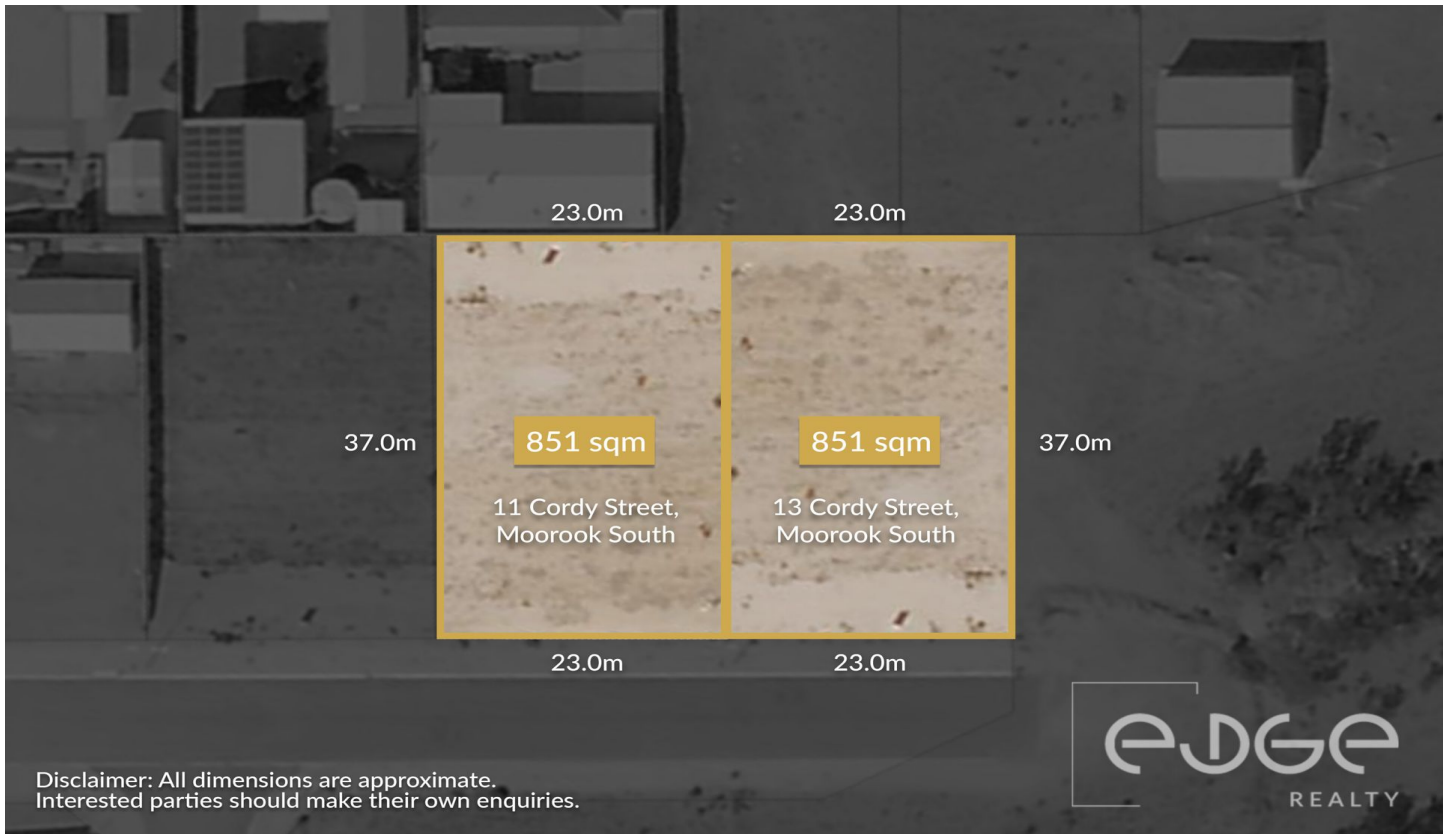 23.0m
23.0m
37.0m
851 sqm
851 sqm
37.0m
11 Cordy Street,
Moorook South
13 Cordy Street,
Moorook South
23.0m
23.0m
Disclaimer: All dimensions are approximate.
Interested parties should make their own enquiries.
eDGe
REALTY